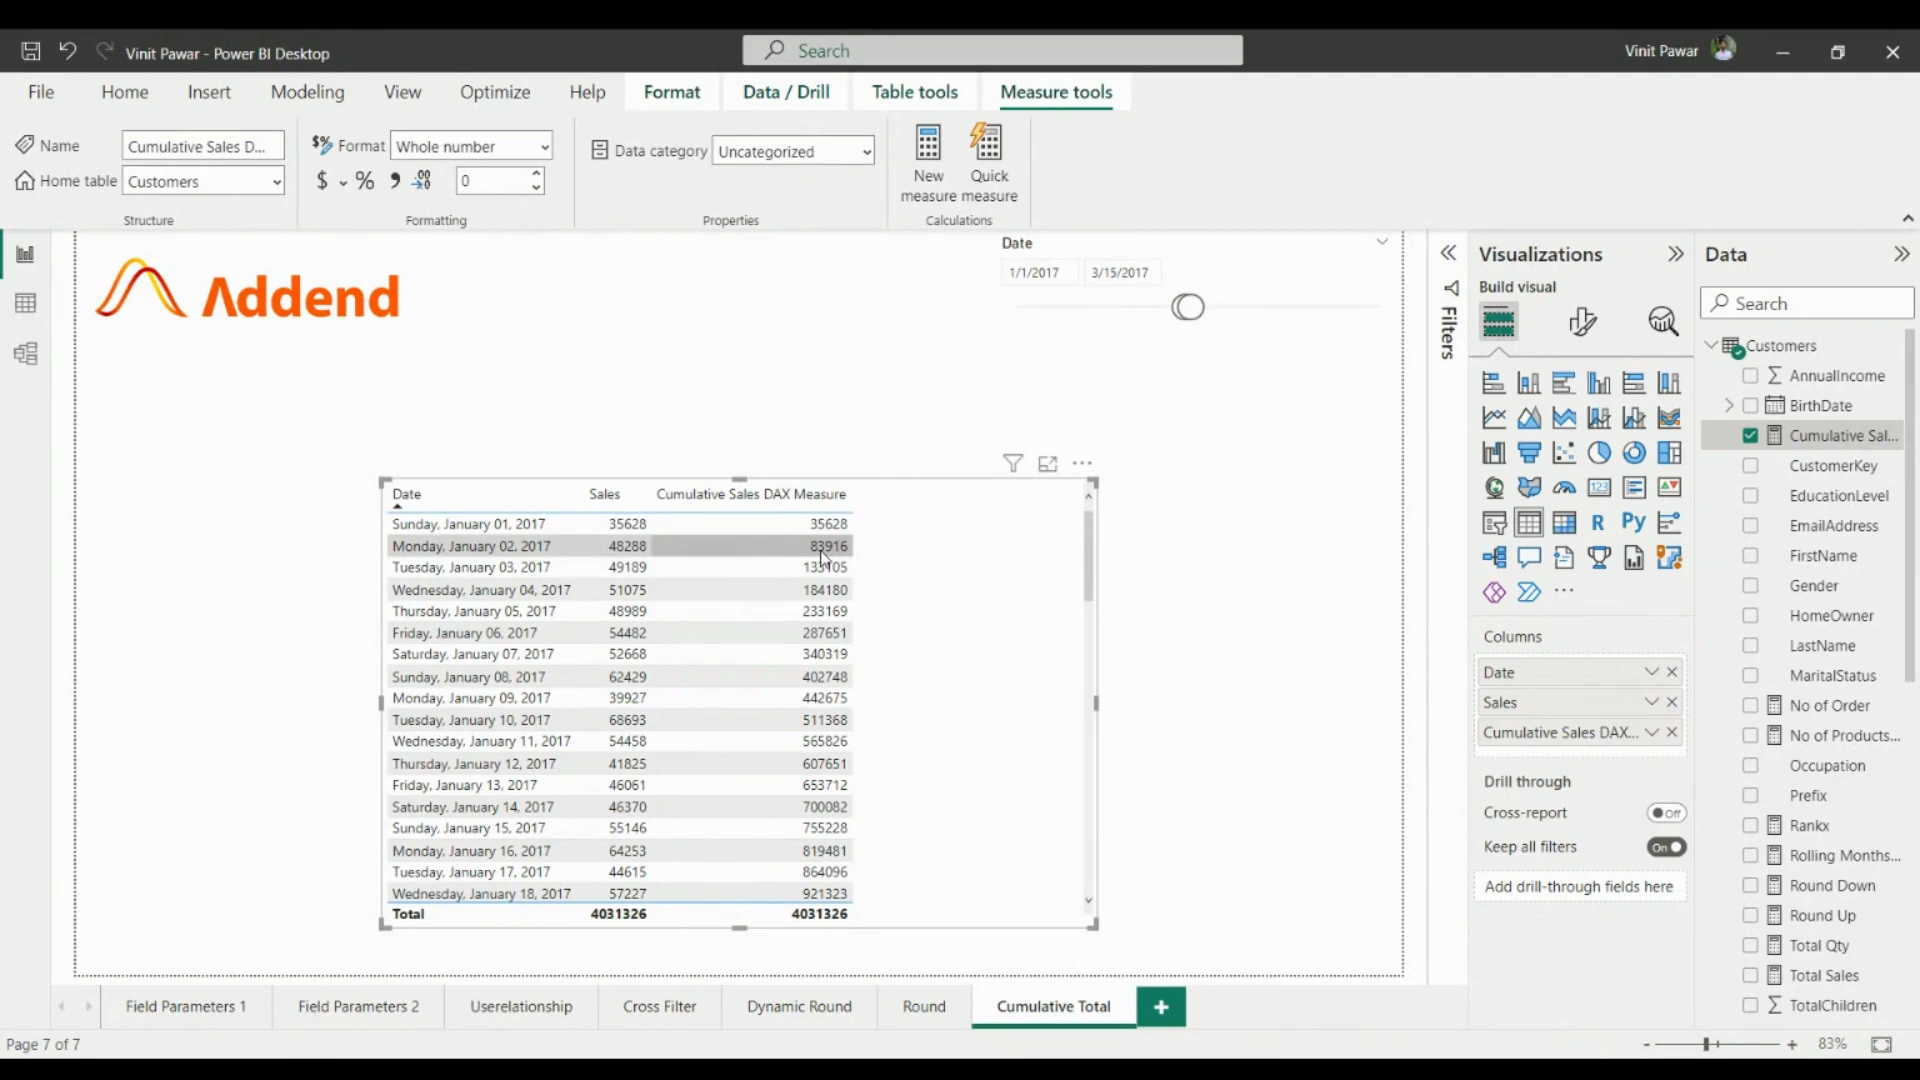 Vinit Pawar - Power BI Desktop
Search
Vinit Pawar
File Home Insert Modeling View Optimize Help Format Data / Drill Table tools Measure tools
Name Cumulative Sales D...
Home table Customers
Structure
Format Whole number
$ % 0
Formatting
Data category Uncategorized
Properties
New measure
Quick measure
Calculations
Addend
Date
1/1/2017 3/15/2017
Date Sales Cumulative Sales DAX Measure
Sunday, January 01, 2017 35628 35628
Monday, January 02, 2017 48288 83916
Tuesday, January 03, 2017 49189 133105
Wednesday, January 04, 2017 51075 184180
Thursday, January 05, 2017 48989 233169
Friday, January 06, 2017 54482 287651
Saturday, January 07, 2017 52668 340319
Sunday, January 08, 2017 62429 402748
Monday, January 09, 2017 39927 442675
Tuesday, January 10, 2017 68693 511368
Wednesday, January 11, 2017 54458 565826
Thursday, January 12, 2017 41825 607651
Friday, January 13, 2017 46061 653712
Saturday, January 14, 2017 46370 700082
Sunday, January 15, 2017 55146 755228
Monday, January 16, 2017 64253 819481
Tuesday, January 17, 2017 44615 864096
Wednesday, January 18, 2017 57227 921323
Total 4031326 4031326
Filters
Visualizations
Build visual
123
R Py
Columns
Date
Sales
Cumulative Sales DAX...
Drill through
Cross-report Off
Keep all filters On
Add drill-through fields here
Data
Search
Customers
AnnualIncome
BirthDate
Cumulative Sal...
CustomerKey
EducationLevel
EmailAddress
FirstName
Gender
HomeOwner
LastName
MaritalStatus
No of Order
No of Products...
Occupation
Prefix
Rankx
Rolling Months...
Round Down
Round Up
Total Qty
Total Sales
TotalChildren
Field Parameters 1 Field Parameters 2 Userelationship Cross Filter Dynamic Round Round Cumulative Total +
Page 7 of 7
- + 83%